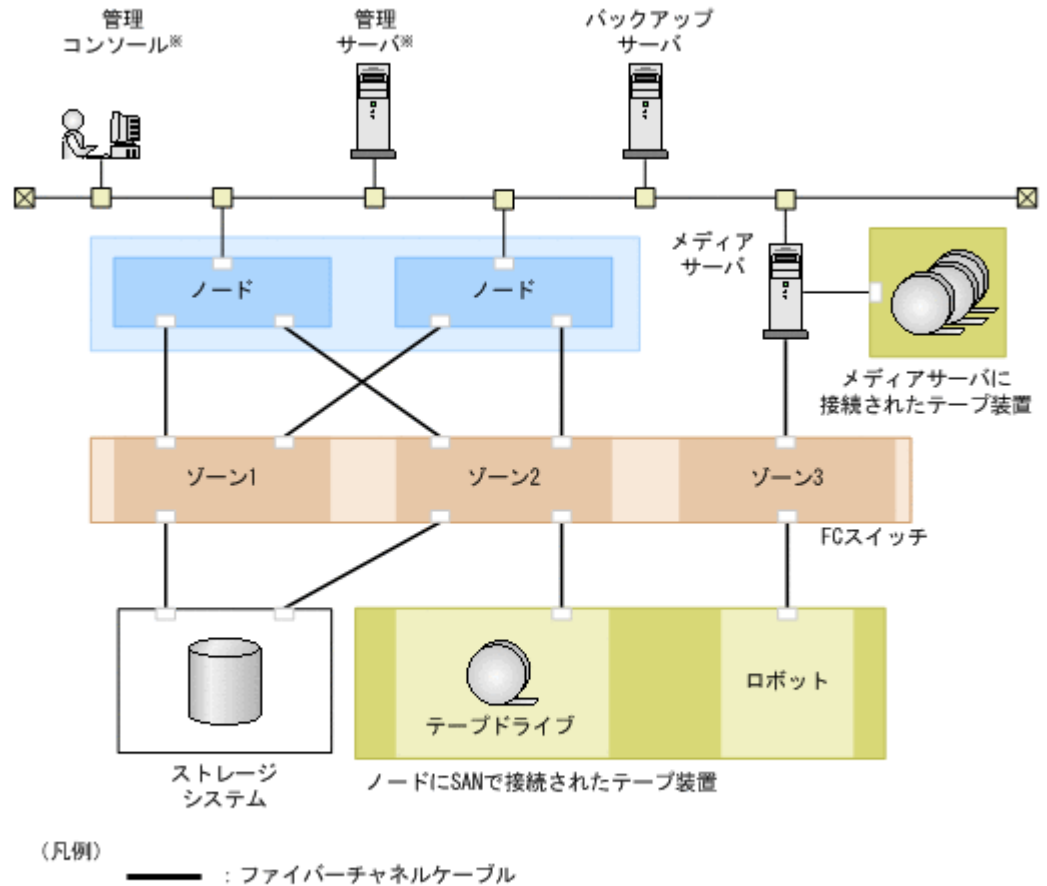 管理
コンソール※
管理
サーバ※
バックアップ
サーバ
ノード
ノード
メディア
サーバ
メディアサーバに
接続されたテープ装置
ゾーン1
ゾーン2
ゾーン3
FCスイッチ
テープドライブ
ロボット
ストレージ
システム
ノードにSANで接続されたテープ装置
(凡例)
:ファイバーチャネルケーブル